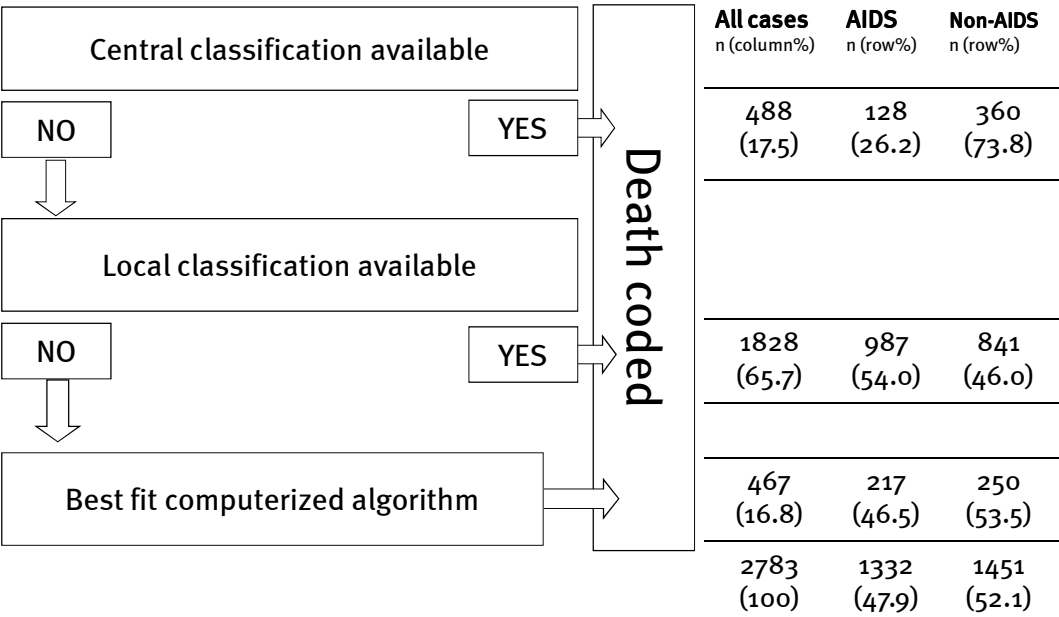 All cases AIDS Non-AIDS
n (column%) n (row%) n (row%)
Central classification available
NO YES
488 128 360
(17.5) (26.2) (73.8)
Death coded
Local classification available
NO YES
1828 987 841
(65.7) (54.0) (46.0)
Best fit computerized algorithm
467 217 250
(16.8) (46.5) (53.5)
2783 1332 1451
(100) (47.9) (52.1)